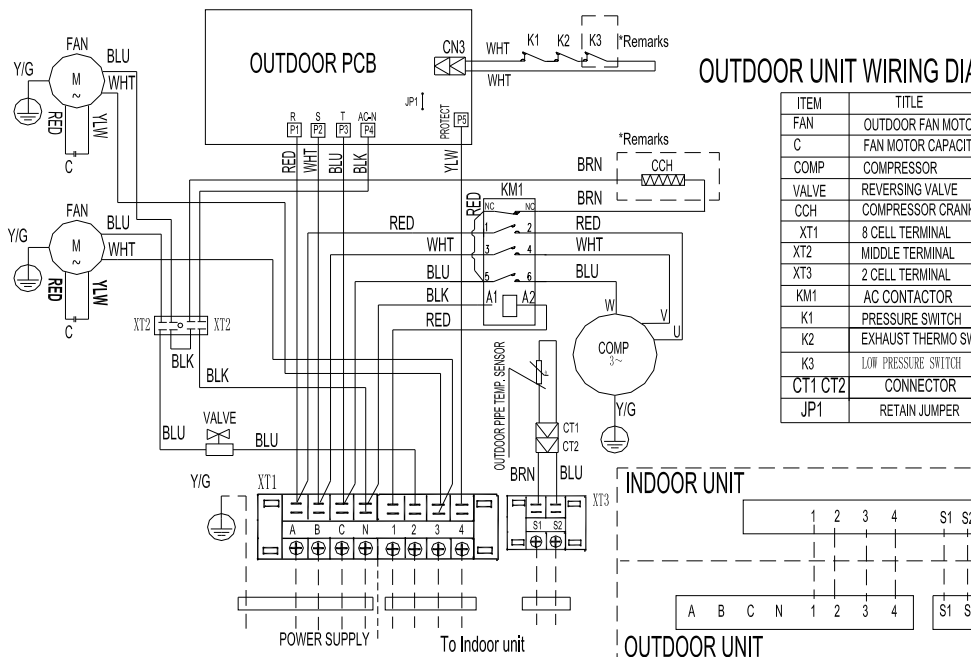 FAN
BLU
Y/G
WHT
M
~
RED
YLW
C
FAN
BLU
Y/G
WHT
M
~
RED
YLW
C
XT2
XT2
BLK
BLK
BLU
VALVE
BLU
Y/G
OUTDOOR PCB
CN3
JP1
R S T AC-N
P1 P2 P3 P4
PROTECT P5
RED WHT BLU BLK YLW
WHT
K1 K2 K3 *Remarks
WHT
*Remarks
BRN
CCH
BRN
KM1
RED
NC NC
RED 1 2 RED
WHT 3 4 WHT
BLU 5 6 BLU
BLK A1 A2
RED
W V U
COMP
3~
Y/G
OUTDOOR PIPE TEMP. SENSOR
CT1
CT2
BRN BLU
XT1
A B C N 1 2 3 4
XT3
S1 S2
POWER SUPPLY
To Indoor unit
OUTDOOR UNIT WIRING DIA
ITEM TITLE
FAN OUTDOOR FAN MOTO
C FAN MOTOR CAPACIT
COMP COMPRESSOR
VALVE REVERSING VALVE
CCH COMPRESSOR CRANK
XT1 8 CELL TERMINAL
XT2 MIDDLE TERMINAL
XT3 2 CELL TERMINAL
KM1 AC CONTACTOR
K1 PRESSURE SWITCH
K2 EXHAUST THERMO SW
K3 LOW PRESSURE SWITCH
CT1 CT2 CONNECTOR
JP1 RETAIN JUMPER
INDOOR UNIT
1 2 3 4 S1 S2
A B C N 1 2 3 4 S1 S
OUTDOOR UNIT